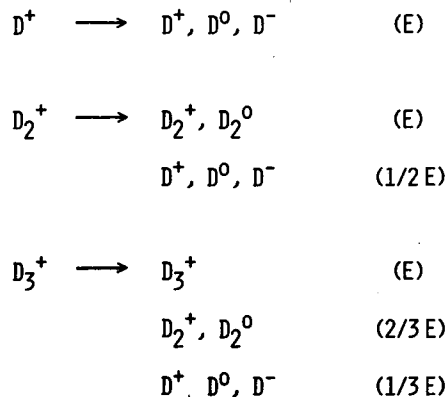 D⁺ ⟶ D⁺, D⁰, D⁻ (E)
D₂⁺ ⟶ D₂⁺, D₂⁰ (E)
D⁺, D⁰, D⁻ (1/2 E)
D₃⁺ ⟶ D₃⁺ (E)
D₂⁺, D₂⁰ (2/3 E)
D⁺, D⁰, D⁻ (1/3 E)